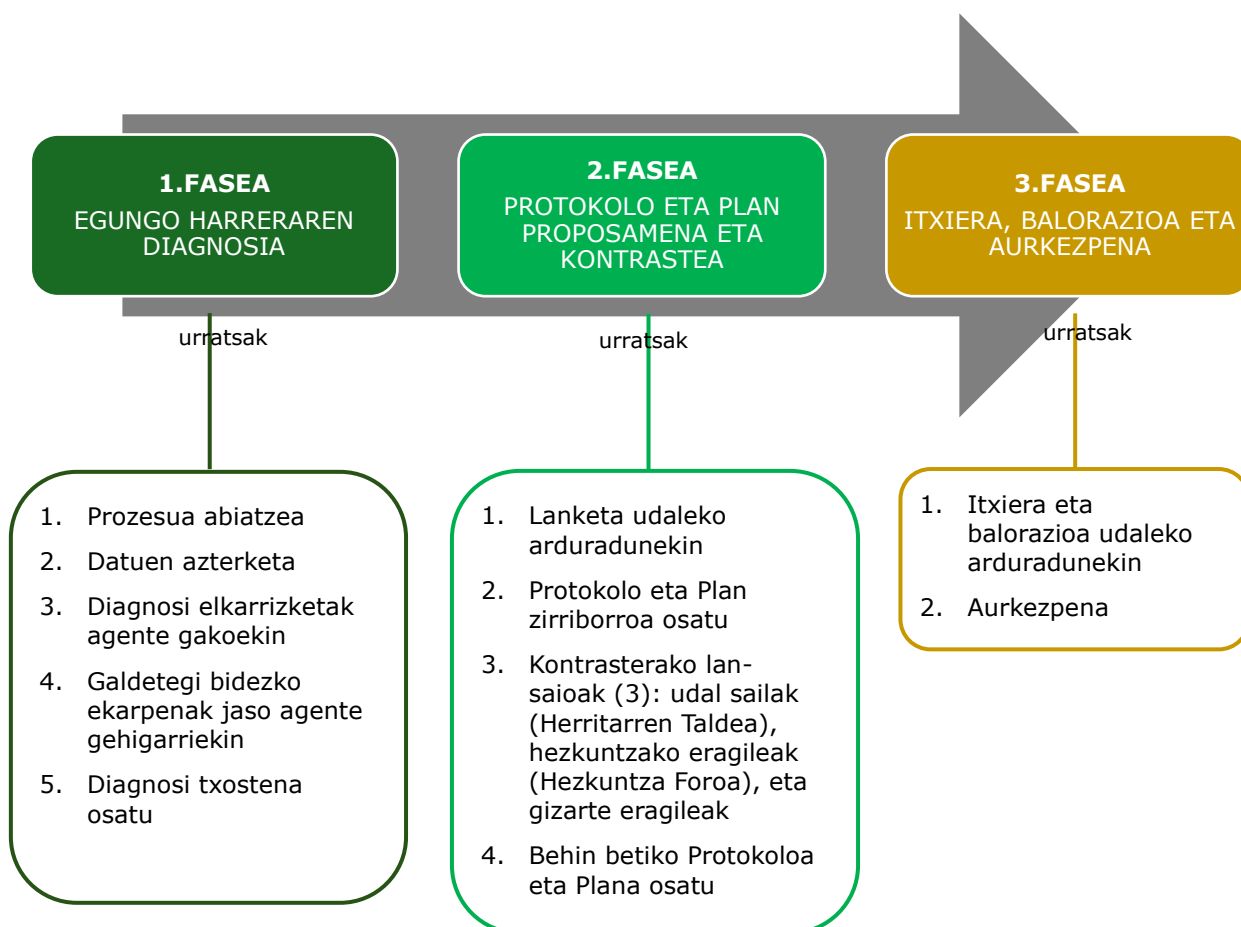 1.FASEA
EGUNGO HARRERAREN
DIAGNOSIA
2.FASEA
PROTOKOLO ETA PLAN
PROPOSAMENA ETA
KONTRASTEA
3.FASEA
ITXIERA, BALORAZIOA ETA
AURKEZPENA
urratsak
urratsak
urratsak
1. Prozesua abiatzea
2. Datuen azterketa
3. Diagnosi elkarrizketak
agente gakoekin
4. Galdetegi bidezko
ekarpenak jaso agente
gehigarriekin
5. Diagnosi txostena
osatu
1. Lanketa udaleko
arduradunekin
2. Protokolo eta Plan
zirriborroa osatu
3. Kontrasterako lan-
saioak (3): udal sailak
(Herritarren Taldea),
hezkuntzako eragileak
(Hezkuntza Foroa), eta
gizarte eragileak
4. Behin betiko Protokoloa
eta Plana osatu
1. Itxiera eta
balorazioa udaleko
arduradunekin
2. Aurkezpena